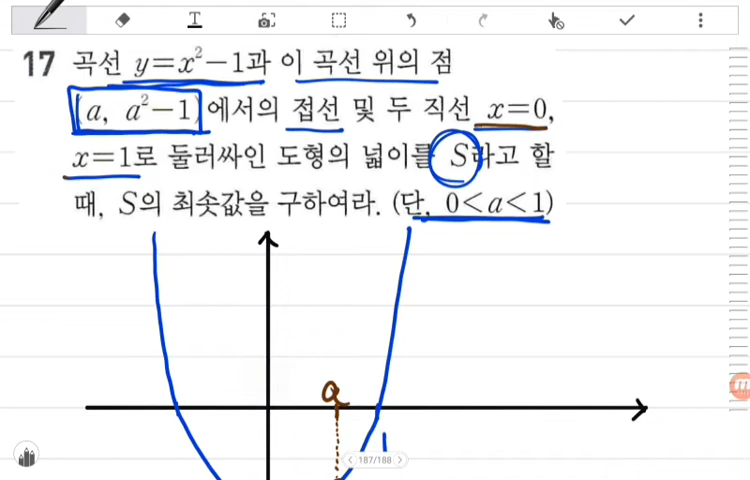 T
17 곡선 y=x²-1과 이 곡선 위의 점
(a, a²-1)에서의 접선 및 두 직선 x=0,
x=1로 둘러싸인 도형의 넓이를 S라고 할
때, S의 최솟값을 구하여라. (단, 0<a<1)
a
1
187/188